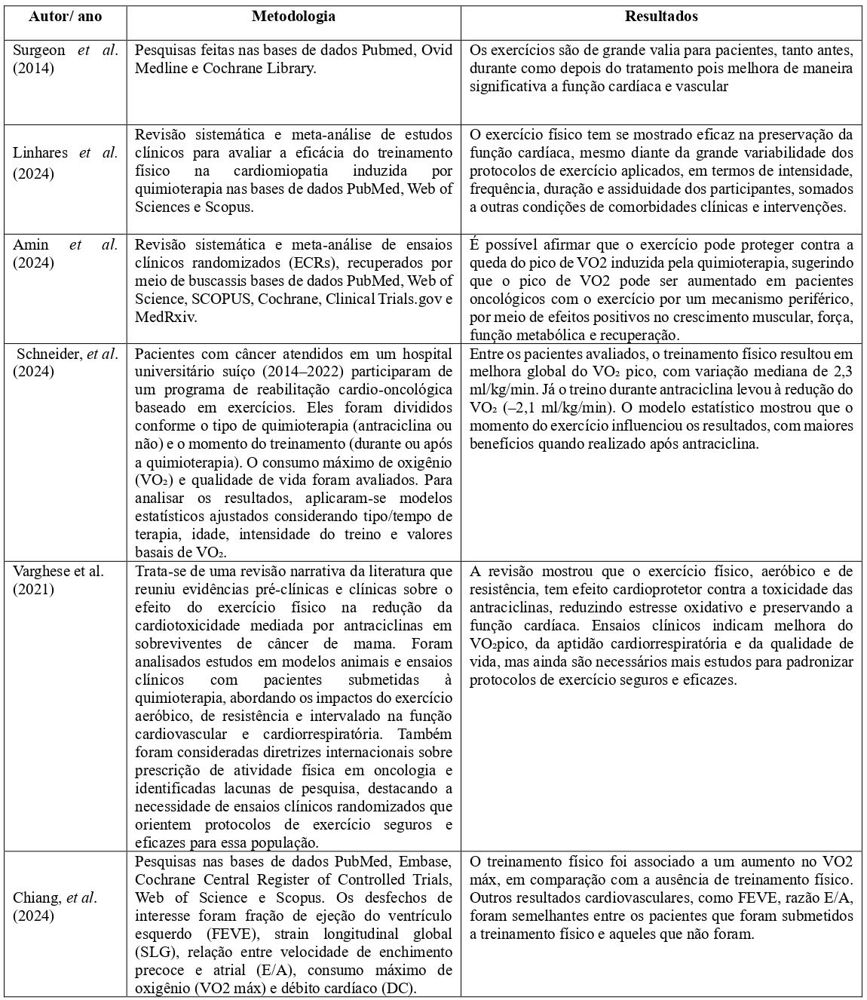 Autor/ ano
Metodologia
Resultados
Surgeon et al.
(2014)
Pesquisas feitas nas bases de dados Pubmed, Ovid
Medline e Cochrane Library.
Os exercícios são de grande valia para pacientes, tanto antes,
durante como depois do tratamento pois melhora de maneira
significativa a função cardíaca e vascular
Linhares et al.
(2024)
Revisão sistemática e meta-análise de estudos
clínicos para avaliar a eficácia do treinamento
físico na cardiomiopatia induzida por
quimioterapia nas bases de dados PubMed, Web of
Sciences e Scopus.
O exercício físico tem se mostrado eficaz na preservação da
função cardíaca, mesmo diante da grande variabilidade dos
protocolos de exercício aplicados, em termos de intensidade,
frequência, duração e assiduidade dos participantes, somados
a outras condições de comorbidades clínicas e intervenções.
Amin et al.
(2024)
Revisão sistemática e meta-análise de ensaios
clínicos randomizados (ECRs), recuperados por
meio de buscassis bases de dados PubMed, Web of
Science, SCOPUS, Cochrane, Clinical Trials.gov e
MedRxiv.
É possível afirmar que o exercício pode proteger contra a
queda do pico de VO2 induzida pela quimioterapia, sugerindo
que o pico de VO2 pode ser aumentado em pacientes
oncológicos com o exercício por um mecanismo periférico,
por meio de efeitos positivos no crescimento muscular, força,
função metabólica e recuperação.
Schneider, et al.
(2024)
Pacientes com câncer atendidos em um hospital
universitário suíço (2014–2022) participaram de
um programa de reabilitação cardio-oncológica
baseado em exercícios. Eles foram divididos
conforme o tipo de quimioterapia (antraciclina ou
não) e o momento do treinamento (durante ou após
a quimioterapia). O consumo máximo de oxigênio
(VO₂) e qualidade de vida foram avaliados. Para
analisar os resultados, aplicaram-se modelos
estatísticos ajustados considerando tipo/tempo de
terapia, idade, intensidade do treino e valores
basais de VO₂.
Entre os pacientes avaliados, o treinamento físico resultou em
melhora global do VO₂ pico, com variação mediana de 2,3
ml/kg/min. Já o treino durante antraciclina levou à redução do
VO₂ (–2,1 ml/kg/min). O modelo estatístico mostrou que o
momento do exercício influenciou os resultados, com maiores
benefícios quando realizado após antraciclina.
Varghese et al.
(2021)
Trata-se de uma revisão narrativa da literatura que
reuniu evidências pré-clínicas e clínicas sobre o
efeito do exercício físico na redução da
cardiotoxicidade mediada por antraciclinas em
sobreviventes de câncer de mama. Foram
analisados estudos em modelos animais e ensaios
clínicos com pacientes submetidas à
quimioterapia, abordando os impactos do exercício
aeróbico, de resistência e intervalado na função
cardiovascular e cardiorrespiratória. Também
foram consideradas diretrizes internacionais sobre
prescrição de atividade física em oncologia e
identificadas lacunas de pesquisa, destacando a
necessidade de ensaios clínicos randomizados que
orientem protocolos de exercício seguros e
eficazes para essa população.
A revisão mostrou que o exercício físico, aeróbico e de
resistência, tem efeito cardioprotetor contra a toxicidade das
antraciclinas, reduzindo estresse oxidativo e preservando a
função cardíaca. Ensaios clínicos indicam melhora do
VO₂pico, da aptidão cardiorrespiratória e da qualidade de
vida, mas ainda são necessários mais estudos para padronizar
protocolos de exercício seguros e eficazes.
Chiang, et al.
(2024)
Pesquisas nas bases de dados PubMed, Embase,
Cochrane Central Register of Controlled Trials,
Web of Science e Scopus. Os desfechos de
interesse foram fração de ejeção do ventrículo
esquerdo (FEVE), strain longitudinal global
(SLG), relação entre velocidade de enchimento
precoce e atrial (E/A), consumo máximo de
oxigênio (VO2 máx) e débito cardíaco (DC).
O treinamento físico foi associado a um aumento no VO2
máx, em comparação com a ausência de treinamento físico.
Outros resultados cardiovasculares, como FEVE, razão E/A,
foram semelhantes entre os pacientes que foram submetidos
a treinamento físico e aqueles que não foram.